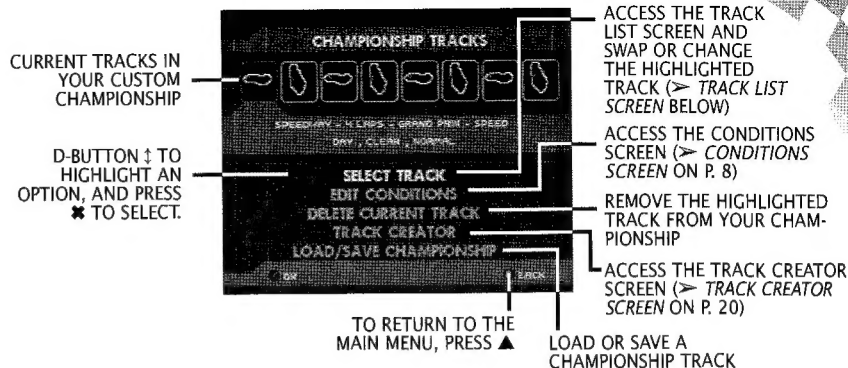 CURRENT TRACKS IN
YOUR CUSTOM
CHAMPIONSHIP
D-BUTTON ↕ TO
HIGHLIGHT AN
OPTION, AND PRESS
✖ TO SELECT.
CHAMPIONSHIP TRACKS
SPEEDWAY - 4 LAPS - GRAND PRIX - SPEED
DRY , CLEAR , NORMAL
SELECT TRACK
EDIT CONDITIONS
DELETE CURRENT TRACK
TRACK CREATOR
LOAD/SAVE CHAMPIONSHIP
OK
BACK
TO RETURN TO THE
MAIN MENU, PRESS ▲
ACCESS THE TRACK
LIST SCREEN AND
SWAP OR CHANGE
THE HIGHLIGHTED
TRACK (➢ TRACK LIST
SCREEN BELOW)
ACCESS THE CONDITIONS
SCREEN (➢ CONDITIONS
SCREEN ON P. 8)
REMOVE THE HIGHLIGHTED
TRACK FROM YOUR CHAM-
PIONSHIP
ACCESS THE TRACK CREATOR
SCREEN (➢ TRACK CREATOR
SCREEN ON P. 20)
LOAD OR SAVE A
CHAMPIONSHIP TRACK